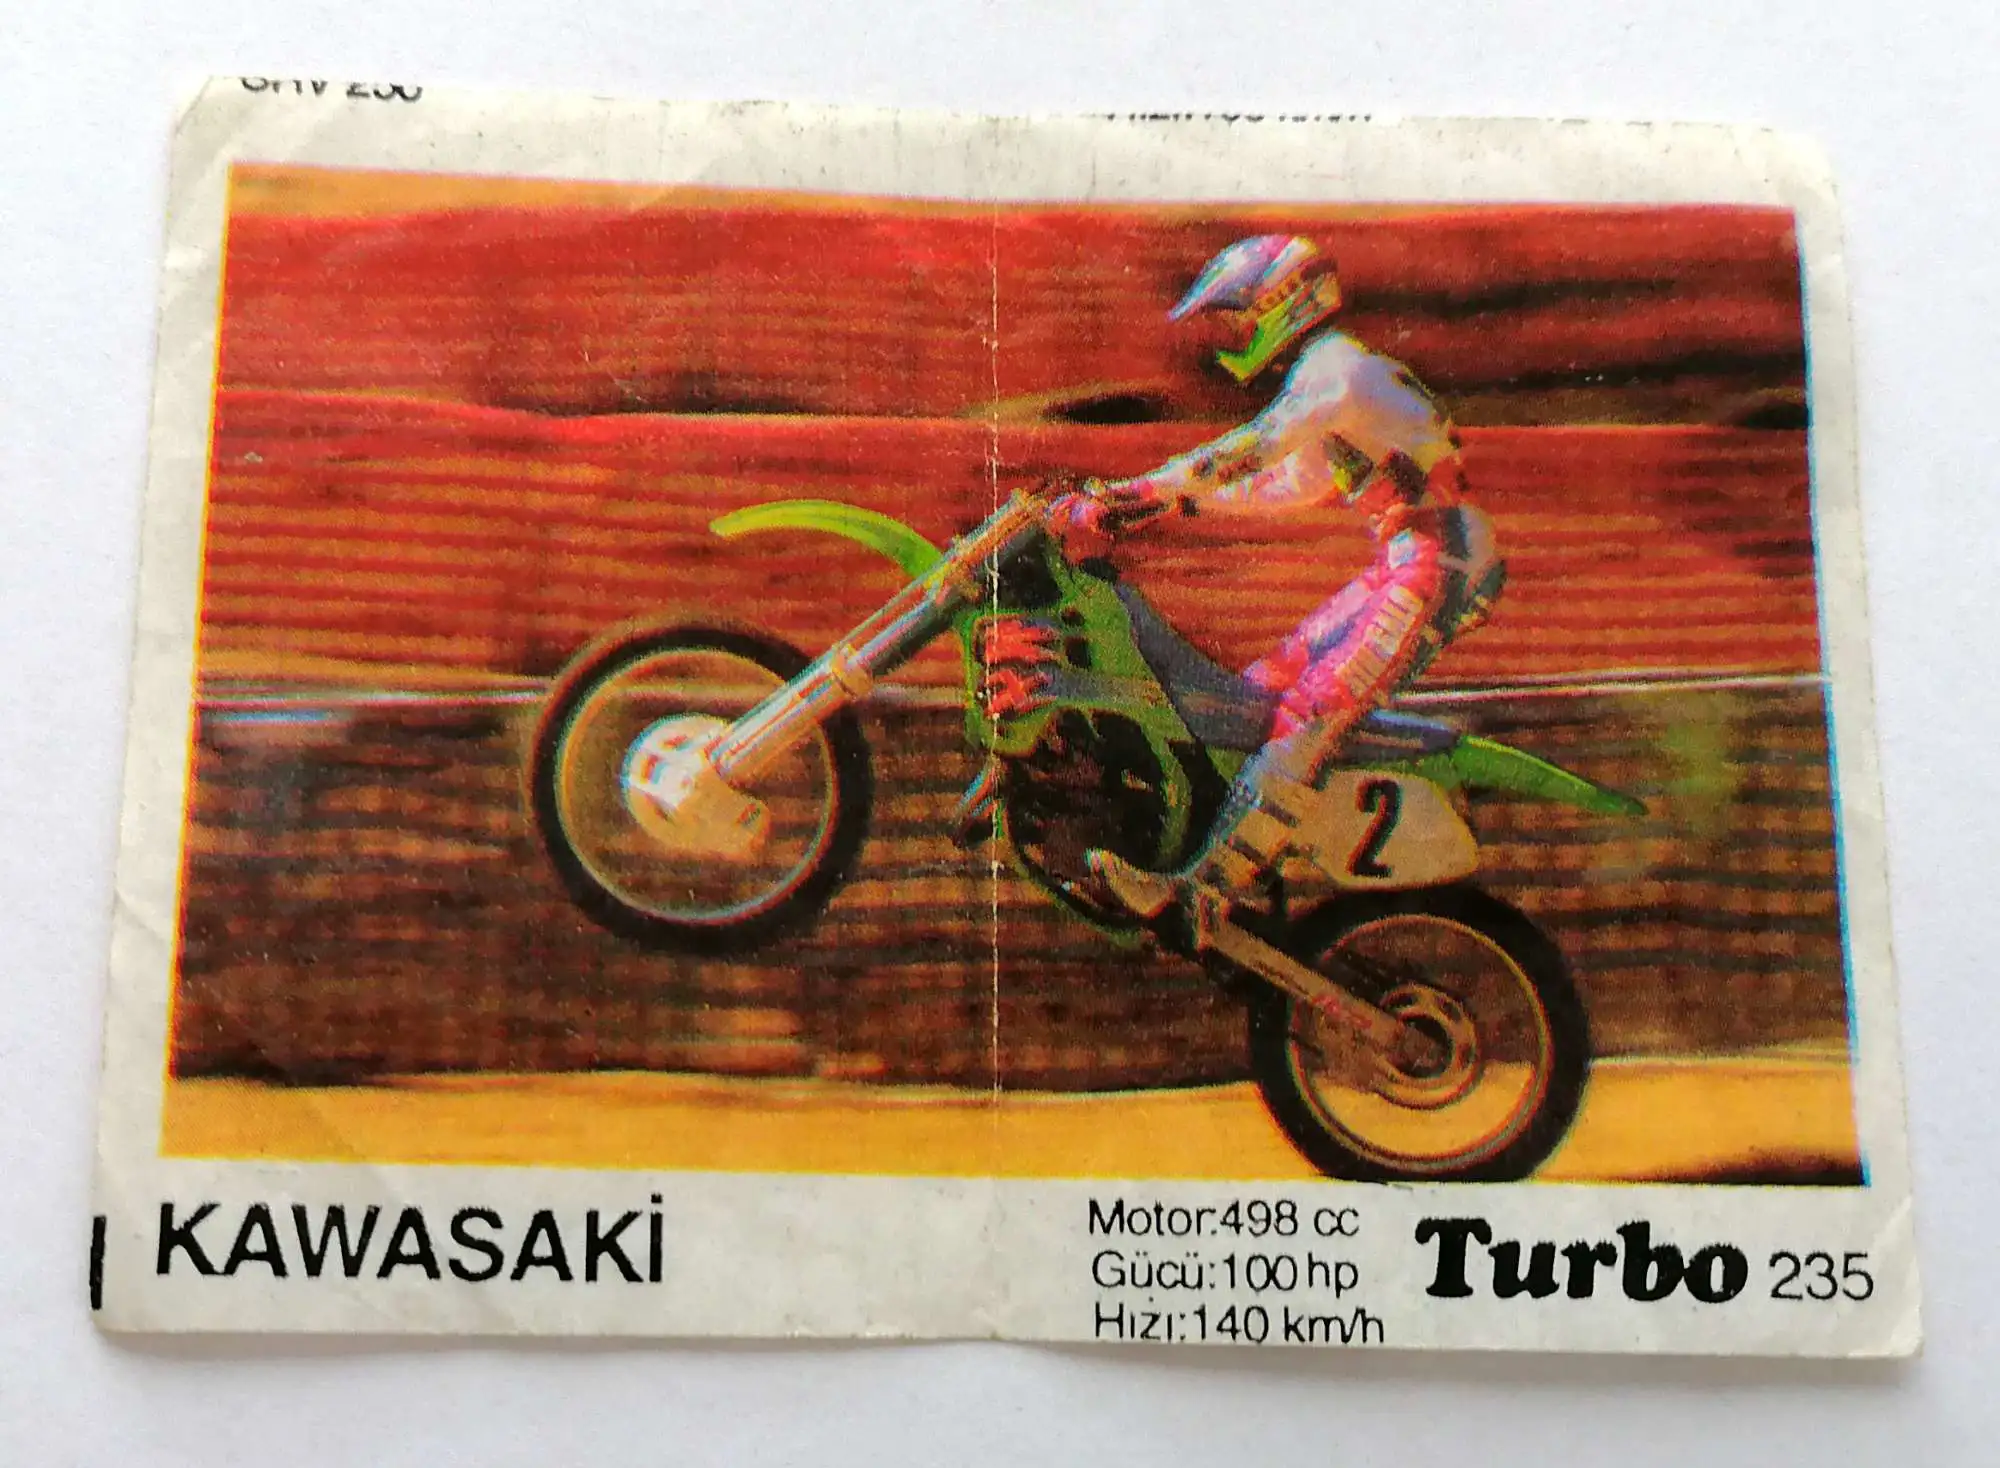 KAWASAKİ
Motor:498 cc
Gücü:100 hp
Hızı:140 km/h
Turbo 235
2